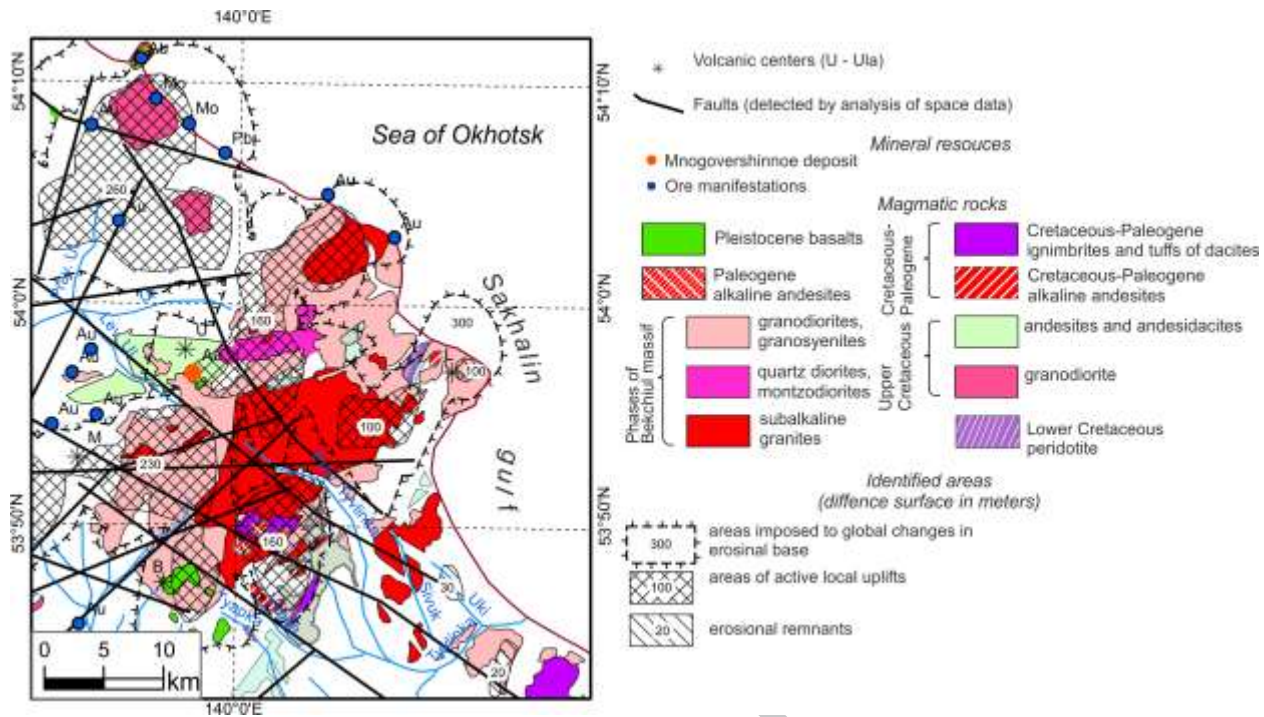 140°0'E
54°10'N
54°10'N
Au
Mo
Au
Mo
Pb
Sea of Okhotsk
Au
260
Au
54°0'N
54°0'N
Sakhalin
gulf
160
300
U
Au
Au
Au
100
Au
Au
100
M
230
53°50'N
53°50'N
160
B
30
Sivuk
Uki
Au
20
0 5 10
km
140°0'E
Volcanic centers (U - Ula)
Faults (detected by analysis of space data)
Mineral resouces
Mnogovershinnoe deposit
Ore manifestations
Magmatic rocks
Pleistocene basalts
Paleogene
alkaline andesites
Phases of
Bekchiul massif
granodiorites,
granosyenites
quartz diorites,
montzodiorites
subalkaline
granites
Cretaceous-
Paleogene
Cretaceous-Paleogene
ignimbrites and tuffs of dacites
Cretaceous-Paleogene
alkaline andesites
Upper
Cretaceous
andesites and andesidacites
granodiorite
Lower Cretaceous
peridotite
Identified areas
(diffence surface in meters)
300
areas imposed to global changes in
erosinal base
100
areas of active local uplifts
20
erosional remnants